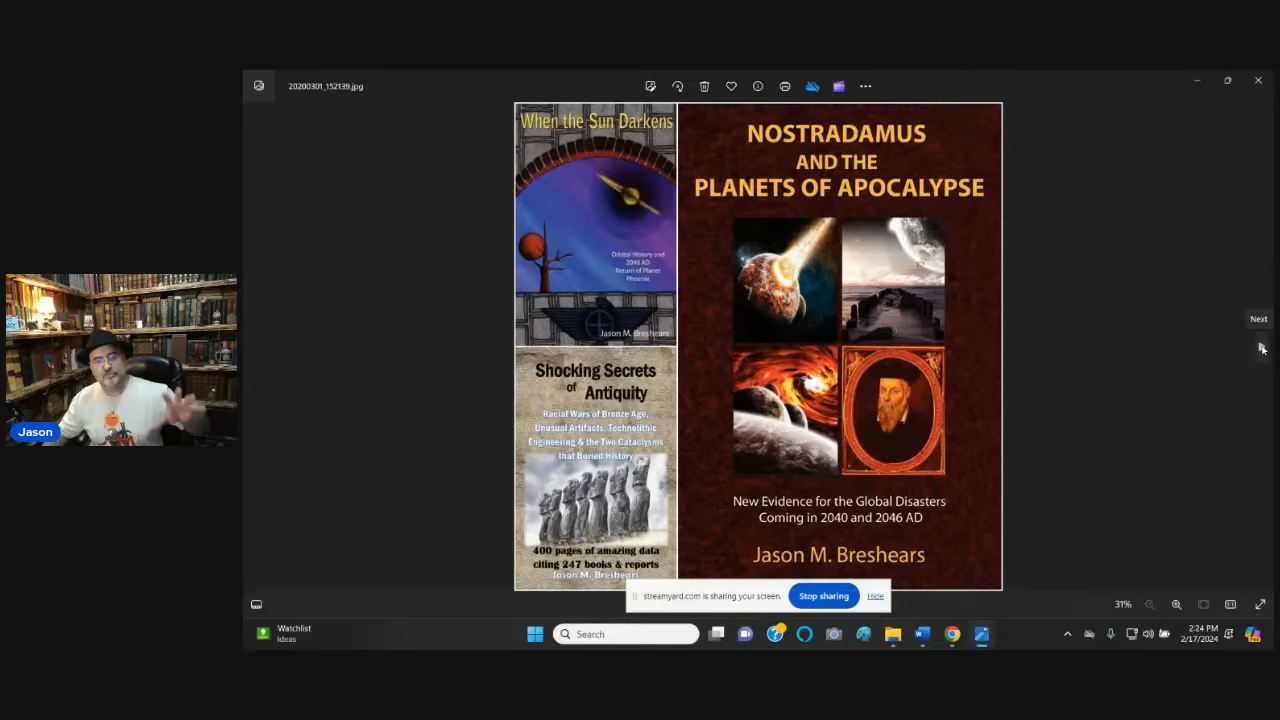 20200301_152139.jpg
When the Sun Darkens
Orbital History and
2046 AD
Return of Planet
Phoenix
Jason M. Breshears
Shocking Secrets
of Antiquity
Racial Wars of Bronze Age,
Unusual Artifacts, Technolithic
Engineering & the Two Cataclysms
that Buried History
400 pages of amazing data
citing 247 books & reports
Jason M. Breshears
NOSTRADAMUS
AND THE
PLANETS OF APOCALYPSE
New Evidence for the Global Disasters
Coming in 2040 and 2046 AD
Jason M. Breshears
Next
Jason
streamyard.com is sharing your screen.
Stop sharing
Hide
31%
Watchlist
Ideas
Search
2:24 PM
2/17/2024